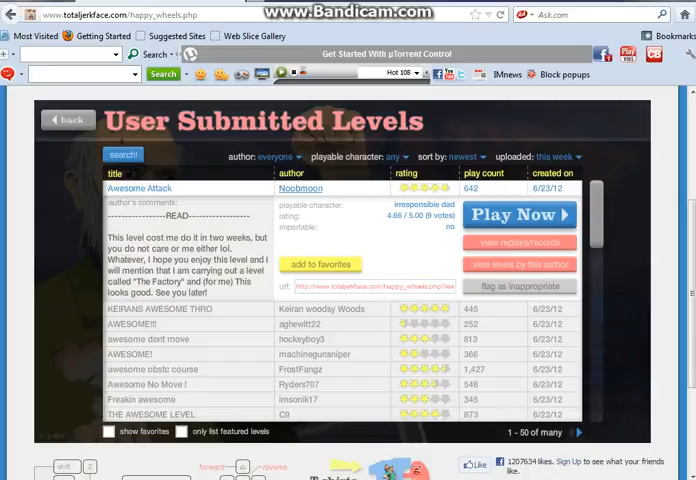 www.Bandicam.com
www.totaljerkface.com/happy_wheels.php
Ask.com
Most Visited Getting Started Suggested Sites Web Slice Gallery Bookmarks
Search Get Started With µTorrent Control
Search Hot 108 IMnews Block popups
back User Submitted Levels
search! author: everyone playable character: any sort by: newest uploaded: this week
title author rating play count created on
Awesome Attack Noobmoon 642 6/23/12
author's comments:
-----------------READ-----------------
This level cost me do it in two weeks, but
you do not care or me either lol.
Whatever, I hope you enjoy this level and I
will mention that I am carrying out a level
called "The Factory" and (for me) This
looks good. See you later!
playable character: irresponsible dad
rating: 4.66 / 5.00 (9 votes)
importable: no
add to favorites
url: http://www.totaljerkface.com/happy_wheels.php?lev
Play Now
view replays/records
view levels by this author
flag as inappropriate
KEIRANS AWESOME THRO Keiran woodsy Woods 445 6/23/12
AWESOME!!! aghewitt22 252 6/23/12
awesome dont move hockeyboy3 813 6/23/12
AWESOME! machinegunsniper 366 6/23/12
awesome obstc course FrostFangz 1,427 6/23/12
Awesome No Move ! Ryders707 548 6/23/12
Freakin awesome imsonik17 345 6/23/12
THE AWESOME LEVEL C9 873 6/23/12
show favorites only list featured levels 1 - 50 of many
shift Z forward reverse
T-shirts
Like 1207634 likes. Sign Up to see what your friends
like.